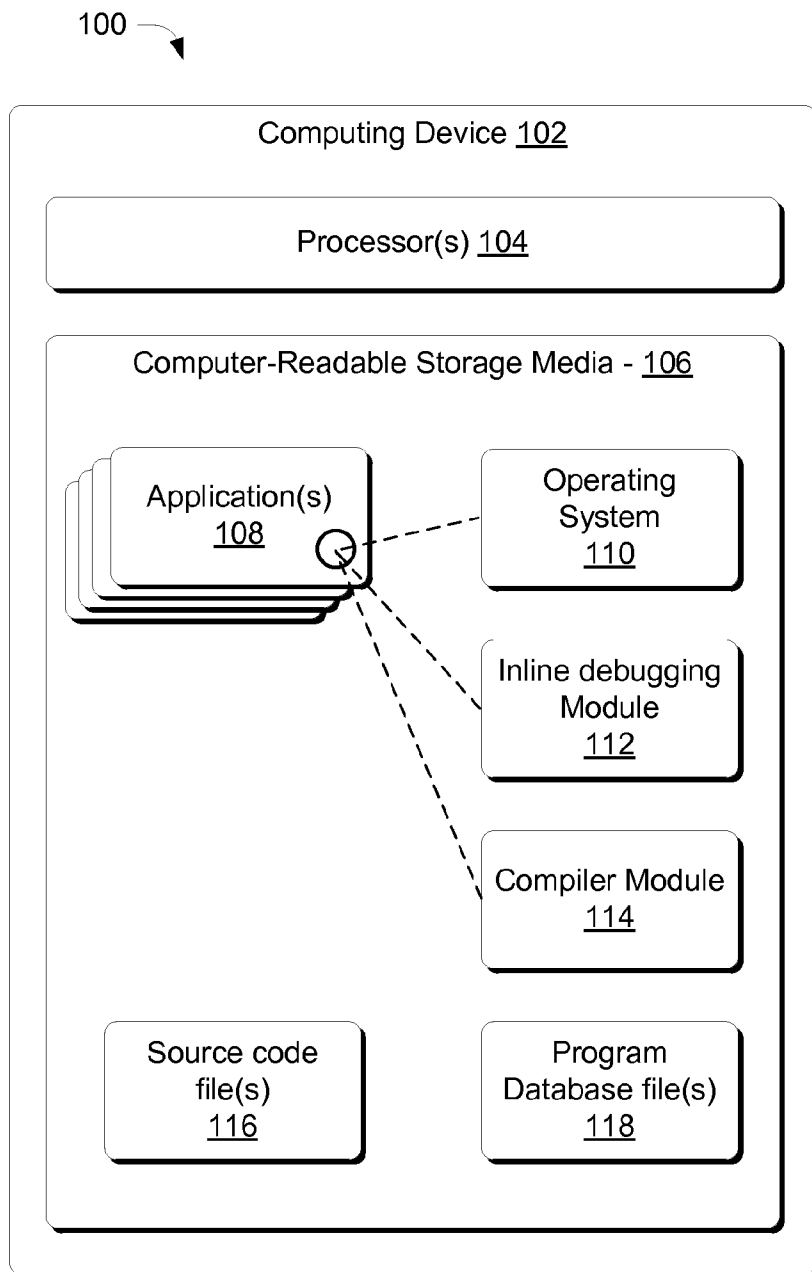 100
Computing Device 102
Processor(s) 104
Computer-Readable Storage Media - 106
Application(s)
108
Operating
System
110
Inline debugging
Module
112
Compiler Module
114
Source code
file(s)
116
Program
Database file(s)
118